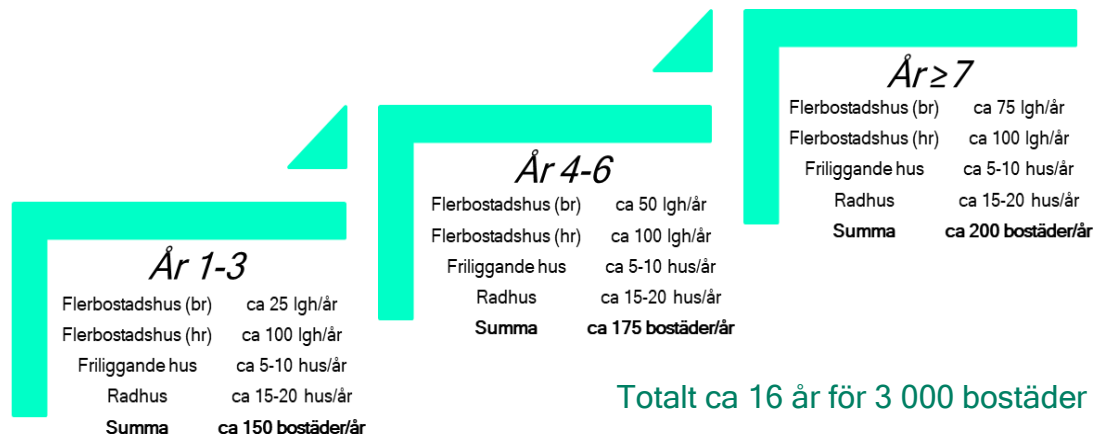 År 1-3
Flerbostadshus (br) ca 25 lgh/år
Flerbostadshus (hr) ca 100 lgh/år
Friliggande hus ca 5-10 hus/år
Radhus ca 15-20 hus/år
Summa ca 150 bostäder/år
År 4-6
Flerbostadshus (br) ca 50 lgh/år
Flerbostadshus (hr) ca 100 lgh/år
Friliggande hus ca 5-10 hus/år
Radhus ca 15-20 hus/år
Summa ca 175 bostäder/år
År ≥ 7
Flerbostadshus (br) ca 75 lgh/år
Flerbostadshus (hr) ca 100 lgh/år
Friliggande hus ca 5-10 hus/år
Radhus ca 15-20 hus/år
Summa ca 200 bostäder/år
Totalt ca 16 år för 3 000 bostäder